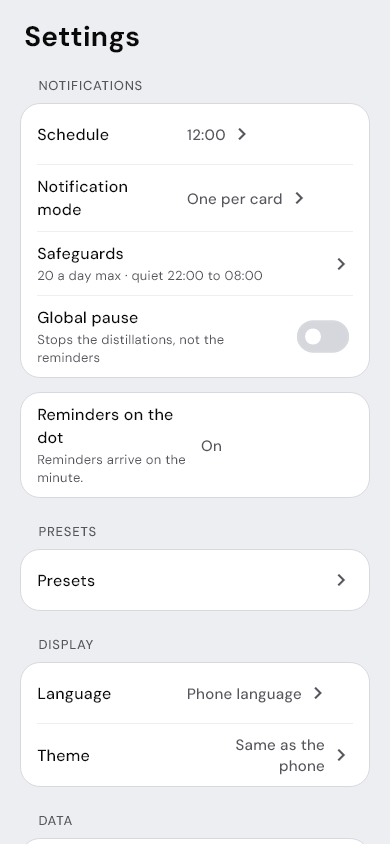 Settings
NOTIFICATIONS
Schedule 12:00
Notification
mode
One per card
Safeguards
20 a day max · quiet 22:00 to 08:00
Global pause
Stops the distillations, not the
reminders
Reminders on the
dot
Reminders arrive on the
minute.
On
PRESETS
Presets
DISPLAY
Language Phone language
Theme
Same as the
phone
DATA